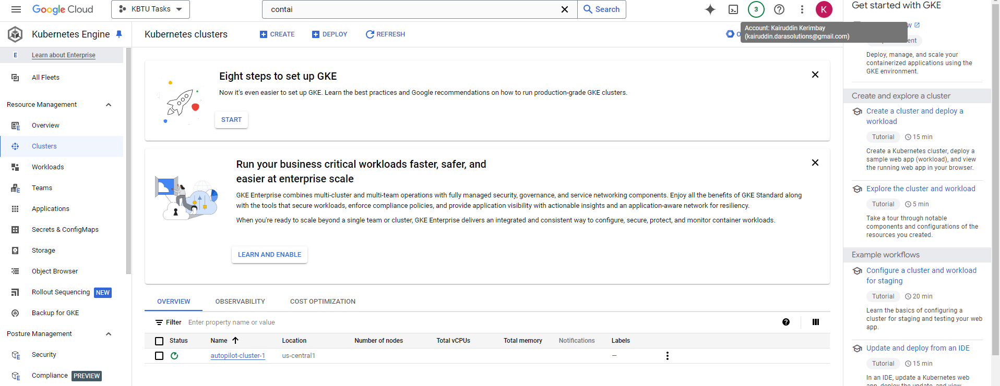 Google Cloud
KBTU Tasks
contai
Search
3
K
Kubernetes Engine
Learn about Enterprise
All Fleets
Resource Management
Overview
Clusters
Workloads
Teams
Applications
Secrets & ConfigMaps
Storage
Object Browser
Rollout Sequencing NEW
Backup for GKE
Posture Management
Security
Compliance PREVIEW
Kubernetes clusters
CREATE
DEPLOY
REFRESH
Account: Kairuddin Kerimbay
(kairuddin.darasolutions@gmail.com)
Eight steps to set up GKE
Now it's even easier to set up GKE. Learn the best practices and Google recommendations on how to run production-grade GKE clusters.
START
Run your business critical workloads faster, safer, and
easier at enterprise scale
GKE Enterprise combines multi-cluster and multi-team operations with fully managed security, governance, and service networking components. Enjoy all the benefits of GKE Standard along
with the tools that secure workloads, enforce compliance policies, and provide application visibility with actionable insights and an application-aware network for resiliency.
When you're ready to scale beyond a single team or cluster, GKE Enterprise delivers an integrated and consistent way to configure, secure, protect, and monitor container workloads.
LEARN AND ENABLE
OVERVIEW
OBSERVABILITY
COST OPTIMIZATION
Filter Enter property name or value
Status Name Location Number of nodes Total vCPUs Total memory Notifications Labels
autopilot-cluster-1 us-central1 —
Get started with GKE
Deploy, manage, and scale your
containerized applications using the
GKE environment.
Create and explore a cluster
Create a cluster and deploy a
workload
Tutorial 15 min
Create a Kubernetes cluster, deploy a
sample web app (workload), and view
the running web app in your browser.
Explore the cluster and workload
Tutorial 5 min
Take a tour through notable
components and configurations of the
resources you created.
Example workflows
Configure a cluster and workload
for staging
Tutorial 20 min
Learn the basics of configuring a
cluster for staging and testing your web
app.
Update and deploy from an IDE
Tutorial 15 min
In an IDE, update a Kubernetes web
app, deploy the update, and view